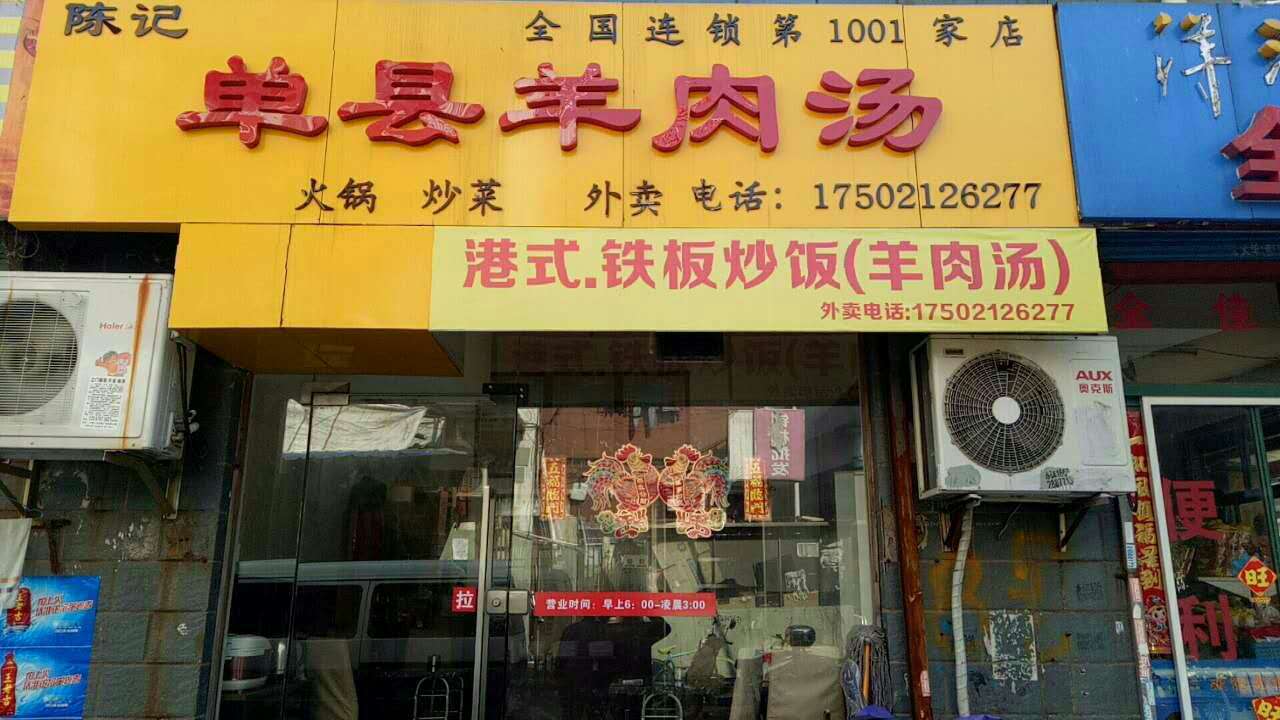 陈记
全国连锁第1001家店
单县羊肉汤
火锅 炒菜 外卖 电话：17502126277
港式.铁板炒饭(羊肉汤)
外卖电话:17502126277
Haier
AUX
奥克斯
拉
营业时间：早上6：00-凌晨3:00
便
利
旺
王老吉